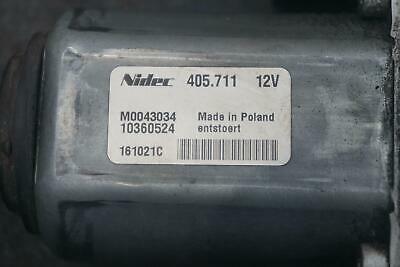 Nidec 405.711 12V
M0043034 Made in Poland
10360524 entstoert
161021C